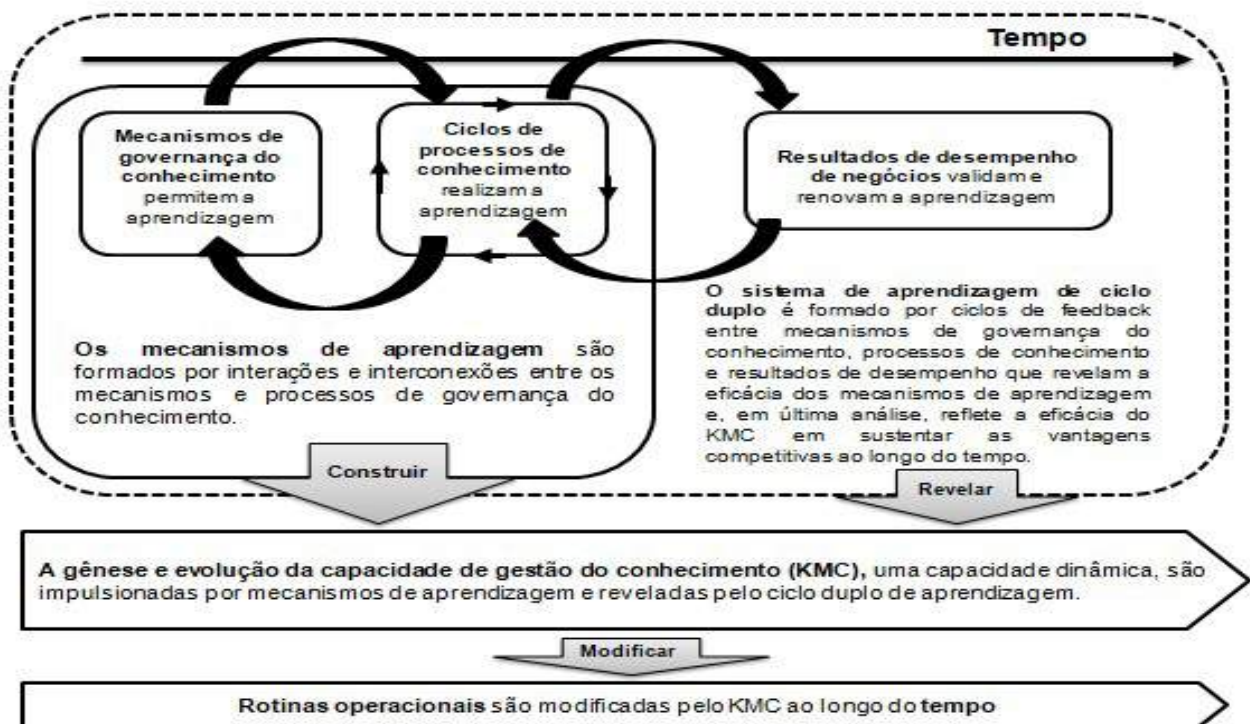 Tempo
Mecanismos de
governança do
conhecimento
permitem a
aprendizagem
Ciclos de
processos de
conhecimento
realizam a
aprendizagem
Resultados de desempenho
de negócios validam e
renovam a aprendizagem
Os mecanismos de aprendizagem são
formados por interações e interconexões entre os
mecanismos e processos de governança do
conhecimento.
O sistema de aprendizagem de ciclo
duplo é formado por ciclos de feedback
entre mecanismos de governança do
conhecimento, processos de conhecimento
e resultados de desempenho que revelam a
eficácia dos mecanismos de aprendizagem
e, em última análise, reflete a eficácia do
KMC em sustentar as vantagens
competitivas ao longo do tempo.
Construir
Revelar
A gênese e evolução da capacidade de gestão do conhecimento (KMC), uma capacidade dinâmica, são
impulsionadas por mecanismos de aprendizagem e reveladas pelo ciclo duplo de aprendizagem.
Modificar
Rotinas operacionais são modificadas pelo KMC ao longo do tempo